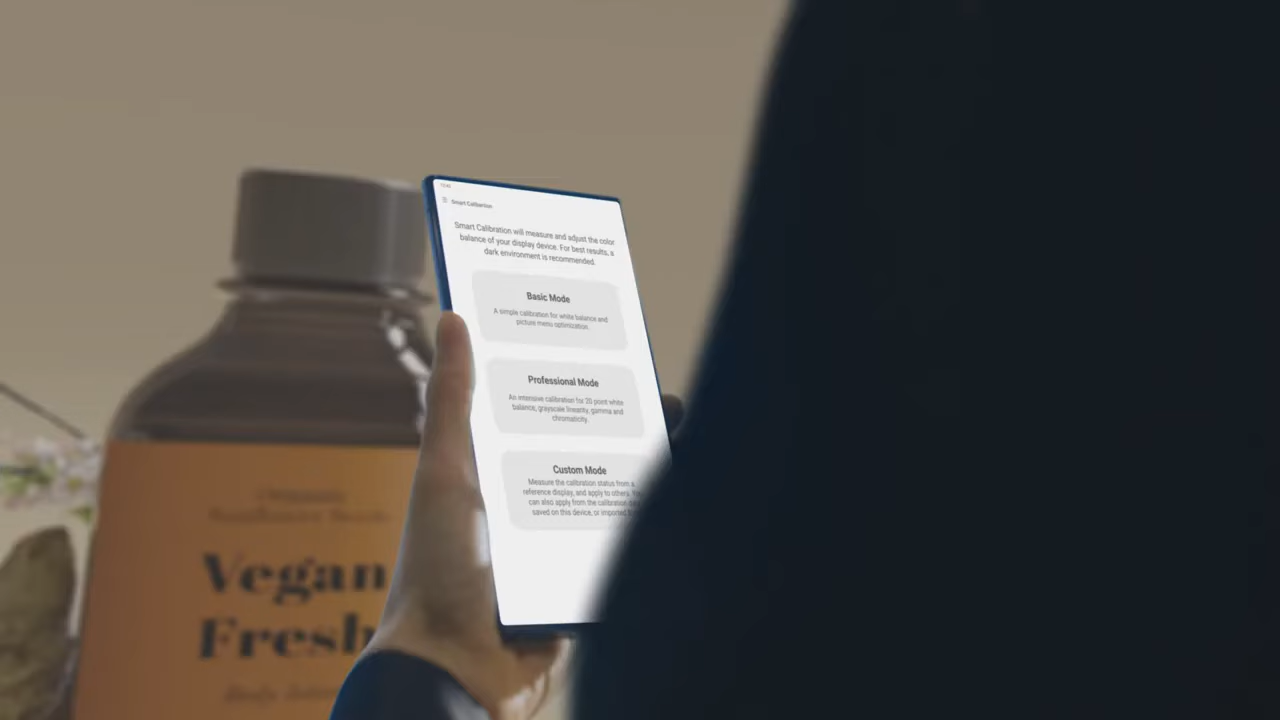 Smart Calibration
Smart Calibration will measure and adjust the color
balance of your display device. For best results, a
dark environment is recommended.
Basic Mode
A simple calibration for white balance and
picture menu optimization.
Professional Mode
An intensive calibration for 20 point white
balance, grayscale linearity, gamma and
chromaticity.
Custom Mode
Measure the calibration status from a
reference display, and apply to others.
can also apply from the calibration
saved on this device, or imported
Vegan
Fresh